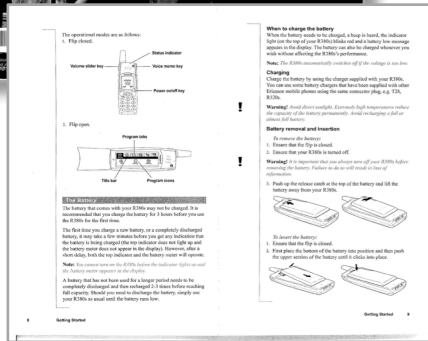 The operational modes are as follows:
1. Flip closed.
Status indicator
Volume slider key
Voice memo key
Power on/off key
2. Flip open.
Program tabs
Title bar
Program icons
The Battery
The battery that comes with your R380s may not be charged. It is
recommended that you charge the battery for 3 hours before you use
the R380s for the first time.
The first time you charge a new battery, or a completely discharged
battery, it may take a few minutes before you get any indication that
the battery is being charged (the top indicator does not light up and
the battery meter does not appear in the display). However, after a
short delay, both the top indicator and the battery meter will operate.
Note: You cannot turn on the R380s before the indicator lights up and
the battery meter appears in the display.
A battery that has not been used for a longer period needs to be
completely discharged and then recharged 2-3 times before reaching
full capacity. Should you need to discharge the battery, simply use
your R380s as usual until the battery runs low.
8 Getting Started
When to charge the battery
When the battery needs to be charged, a beep is heard, the indicator
light (on the top of your R380s) blinks red and a battery low message
appears in the display. The battery can also be charged whenever you
wish without affecting the R380s's performance.
Note: The R380s automatically switches off if the voltage is too low.
Charging
Charge the battery by using the charger supplied with your R380s.
You can use some battery chargers that have been supplied with other
Ericsson mobile phones using the same connector plug, e.g. T28,
R320s.
! Warning! Avoid direct sunlight. Extremely high temperatures reduce
the capacity of the battery permanently. Avoid recharging a full or
almost full battery.
Battery removal and insertion
To remove the battery:
1. Ensure that the flip is closed.
2. Ensure that your R380s is turned off.
! Warning! It is important that you always turn off your R380s before
removing the battery. Failure to do so will result in loss of
information.
3. Push up the release catch at the top of the battery and lift the
battery away from your R380s.
To insert the battery:
1. Ensure that the flip is closed.
2. First place the bottom of the battery into position and then push
the upper section of the battery until it clicks into place.
Getting Started 9